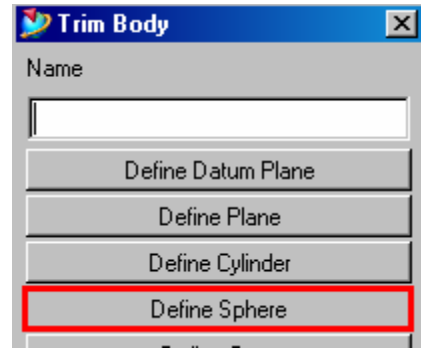 Trim Body
Name
Define Datum Plane
Define Plane
Define Cylinder
Define Sphere